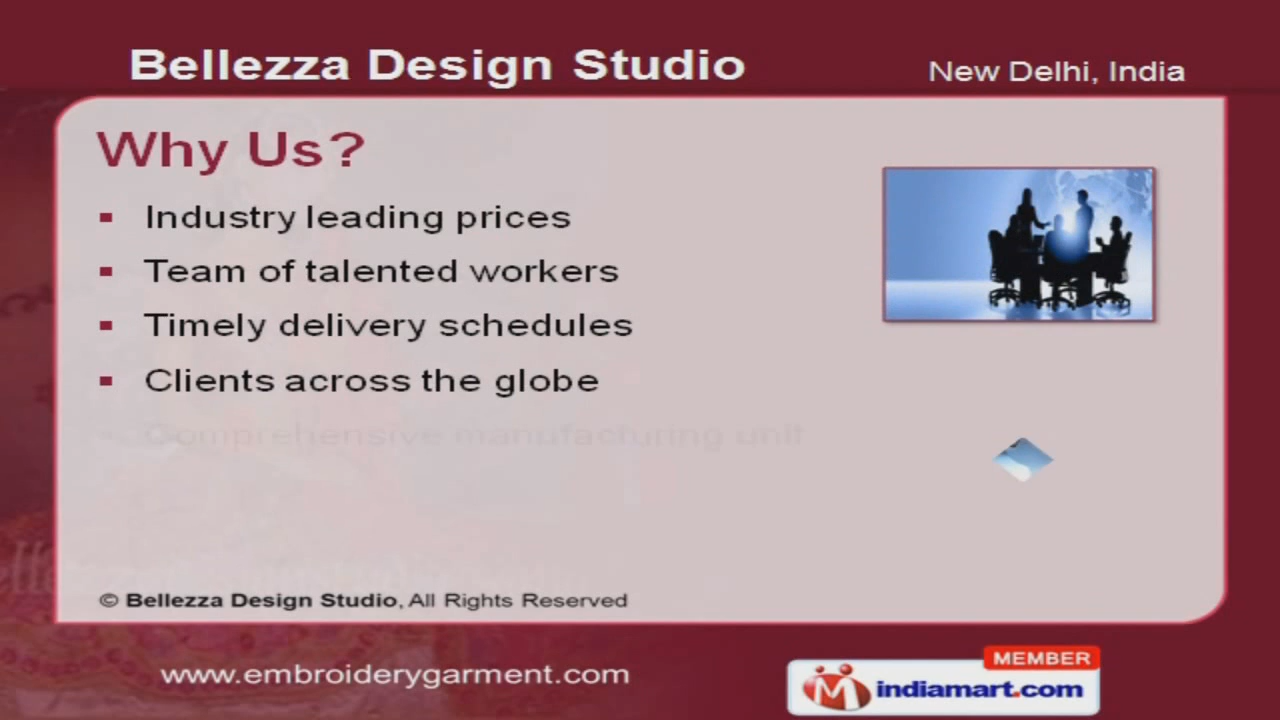 Bellezza Design Studio
New Delhi, India
Why Us?
▪ Industry leading prices
▪ Team of talented workers
▪ Timely delivery schedules
▪ Clients across the globe
▪ Comprehensive manufacturing unit
© Bellezza Design Studio, All Rights Reserved
www.embroiderygarment.com
MEMBER
indiamart.com